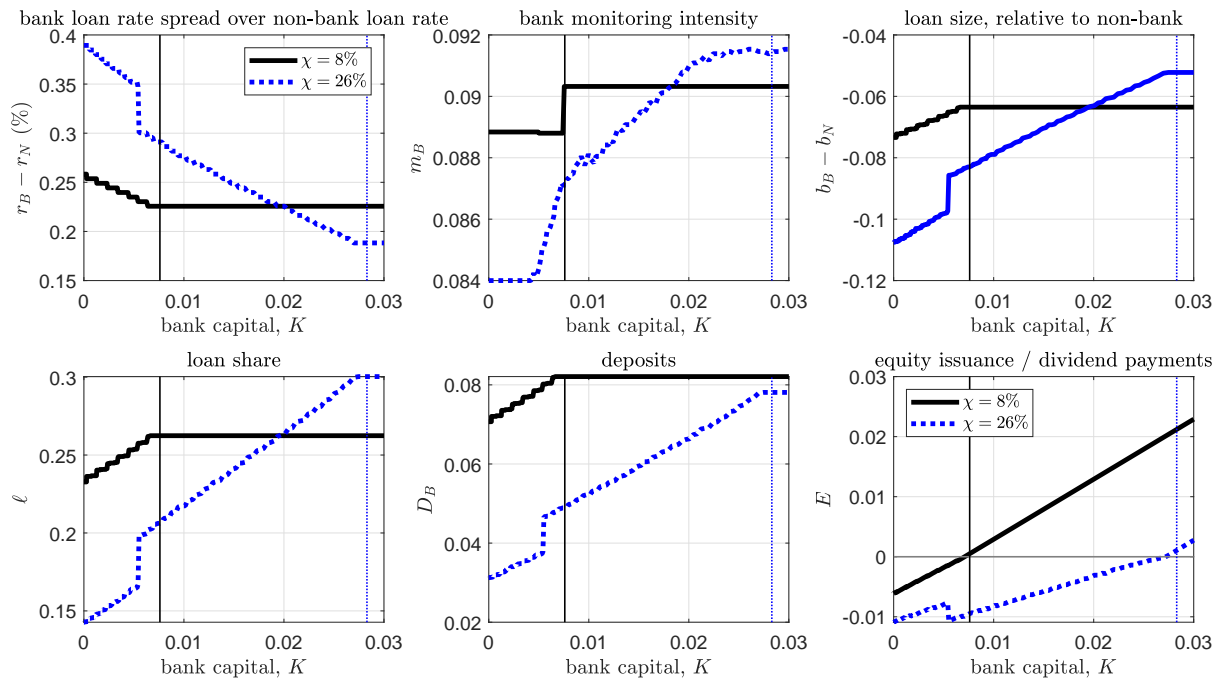 bank loan rate spread over non-bank loan rate
0.4
0.35
0.3
0.25
0.2
0.15
r_B − r_N (%)
χ = 8%
χ = 26%
0 0.01 0.02 0.03
bank capital, K
bank monitoring intensity
0.092
0.09
0.088
0.086
0.084
m_B
0 0.01 0.02 0.03
bank capital, K
loan size, relative to non-bank
-0.04
-0.06
-0.08
-0.1
-0.12
b_B − b_N
0 0.01 0.02 0.03
bank capital, K
loan share
0.3
0.25
0.2
0.15
ℓ
0 0.01 0.02 0.03
bank capital, K
deposits
0.08
0.06
0.04
0.02
D_B
0 0.01 0.02 0.03
bank capital, K
equity issuance / dividend payments
0.03
0.02
0.01
0
-0.01
E
χ = 8%
χ = 26%
0 0.01 0.02 0.03
bank capital, K